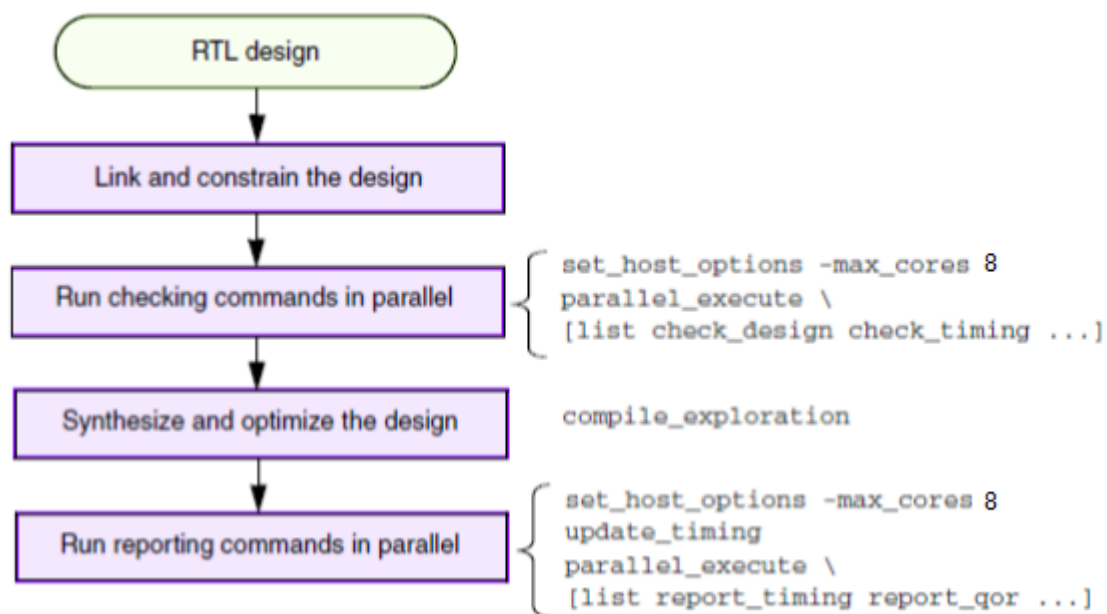 RTL design
Link and constrain the design
Run checking commands in parallel
set_host_options -max_cores 8
parallel_execute \
[list check_design check_timing ...]
Synthesize and optimize the design
compile_exploration
Run reporting commands in parallel
set_host_options -max_cores 8
update_timing
parallel_execute \
[list report_timing report_qor ...]